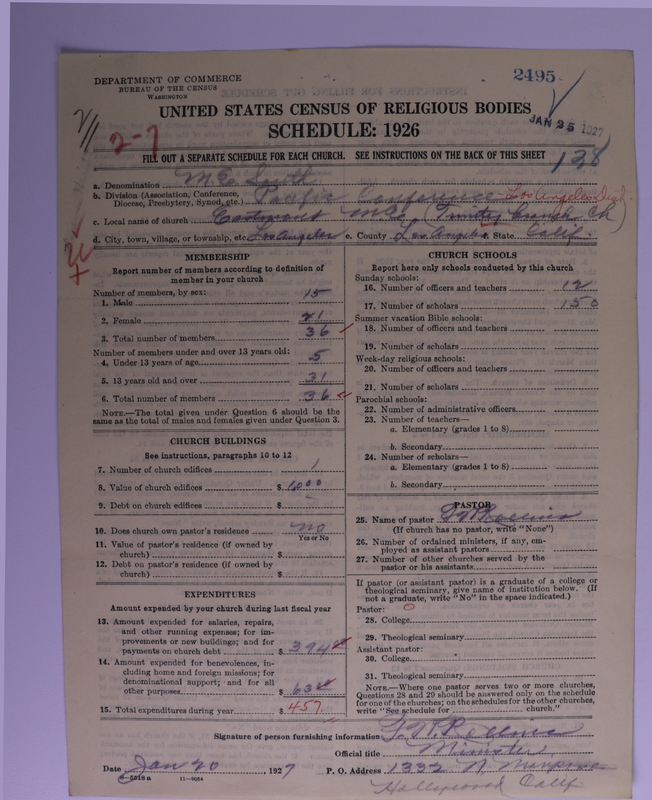 DEPARTMENT OF COMMERCE
BUREAU OF THE CENSUS
WASHINGTON
2495
UNITED STATES CENSUS OF RELIGIOUS BODIES
SCHEDULE: 1926
JAN 25 1927
2-7
138
FILL OUT A SEPARATE SCHEDULE FOR EACH CHURCH. SEE INSTRUCTIONS ON THE BACK OF THIS SHEET
a. Denomination M. E. South
b. Division (Association, Conference, Diocese, Presbytery, Synod, etc.) Pacific Conference - Los Angeles Dist.
c. Local name of church Eastmont M.E. (Trinity branch Ch)
d. City, town, village, or township, etc Los Angeles e. County Los Angeles f. State Calif.
MEMBERSHIP
Report number of members according to definition of member in your church
Number of members, by sex:
1. Male 15
2. Female 21
3. Total number of members 36
Number of members under and over 13 years old:
4. Under 13 years of age 5
5. 13 years old and over 31
6. Total number of members 36
NOTE.—The total given under Question 6 should be the same as the total of males and females given under Question 3.
CHURCH BUILDINGS
See instructions, paragraphs 10 to 12
7. Number of church edifices 1
8. Value of church edifices $
9. Debt on church edifices $ -
10. Does church own pastor's residence no
Yes or No
11. Value of pastor's residence (if owned by church) $
12. Debt on pastor's residence (if owned by church) $
EXPENDITURES
Amount expended by your church during last fiscal year
13. Amount expended for salaries, repairs, and other running expenses; for improvements or new buildings; and for payments on church debt $ 394
14. Amount expended for benevolences, including home and foreign missions; for denominational support; and for all other purposes $ 63
15. Total expenditures during year $ 457
CHURCH SCHOOLS
Report here only schools conducted by this church
Sunday schools:
16. Number of officers and teachers 12
17. Number of scholars 150
Summer vacation Bible schools:
18. Number of officers and teachers
19. Number of scholars
Week-day religious schools:
20. Number of officers and teachers
21. Number of scholars
Parochial schools:
22. Number of administrative officers
23. Number of teachers—
a. Elementary (grades 1 to 8)
b. Secondary
24. Number of scholars—
a. Elementary (grades 1 to 8)
b. Secondary
PASTOR
25. Name of pastor
(If church has no pastor, write "None")
26. Number of ordained ministers, if any, employed as assistant pastors
27. Number of other churches served by the pastor or his assistants
If pastor (or assistant pastor) is a graduate of a college or theological seminary, give name of institution below. (If not a graduate, write "No" in the space indicated.)
Pastor: o
28. College
29. Theological seminary
Assistant pastor:
30. College
31. Theological seminary
NOTE.—Where one pastor serves two or more churches, Questions 28 and 29 should be answered only on the schedule for one of the churches; on the schedules for the other churches, write "See schedule for church."
Signature of person furnishing information
Official title Minister
Date Jan 20, 1927
P. O. Address 1332 N.
8-5518 a 11-9054
Hollywood Calif